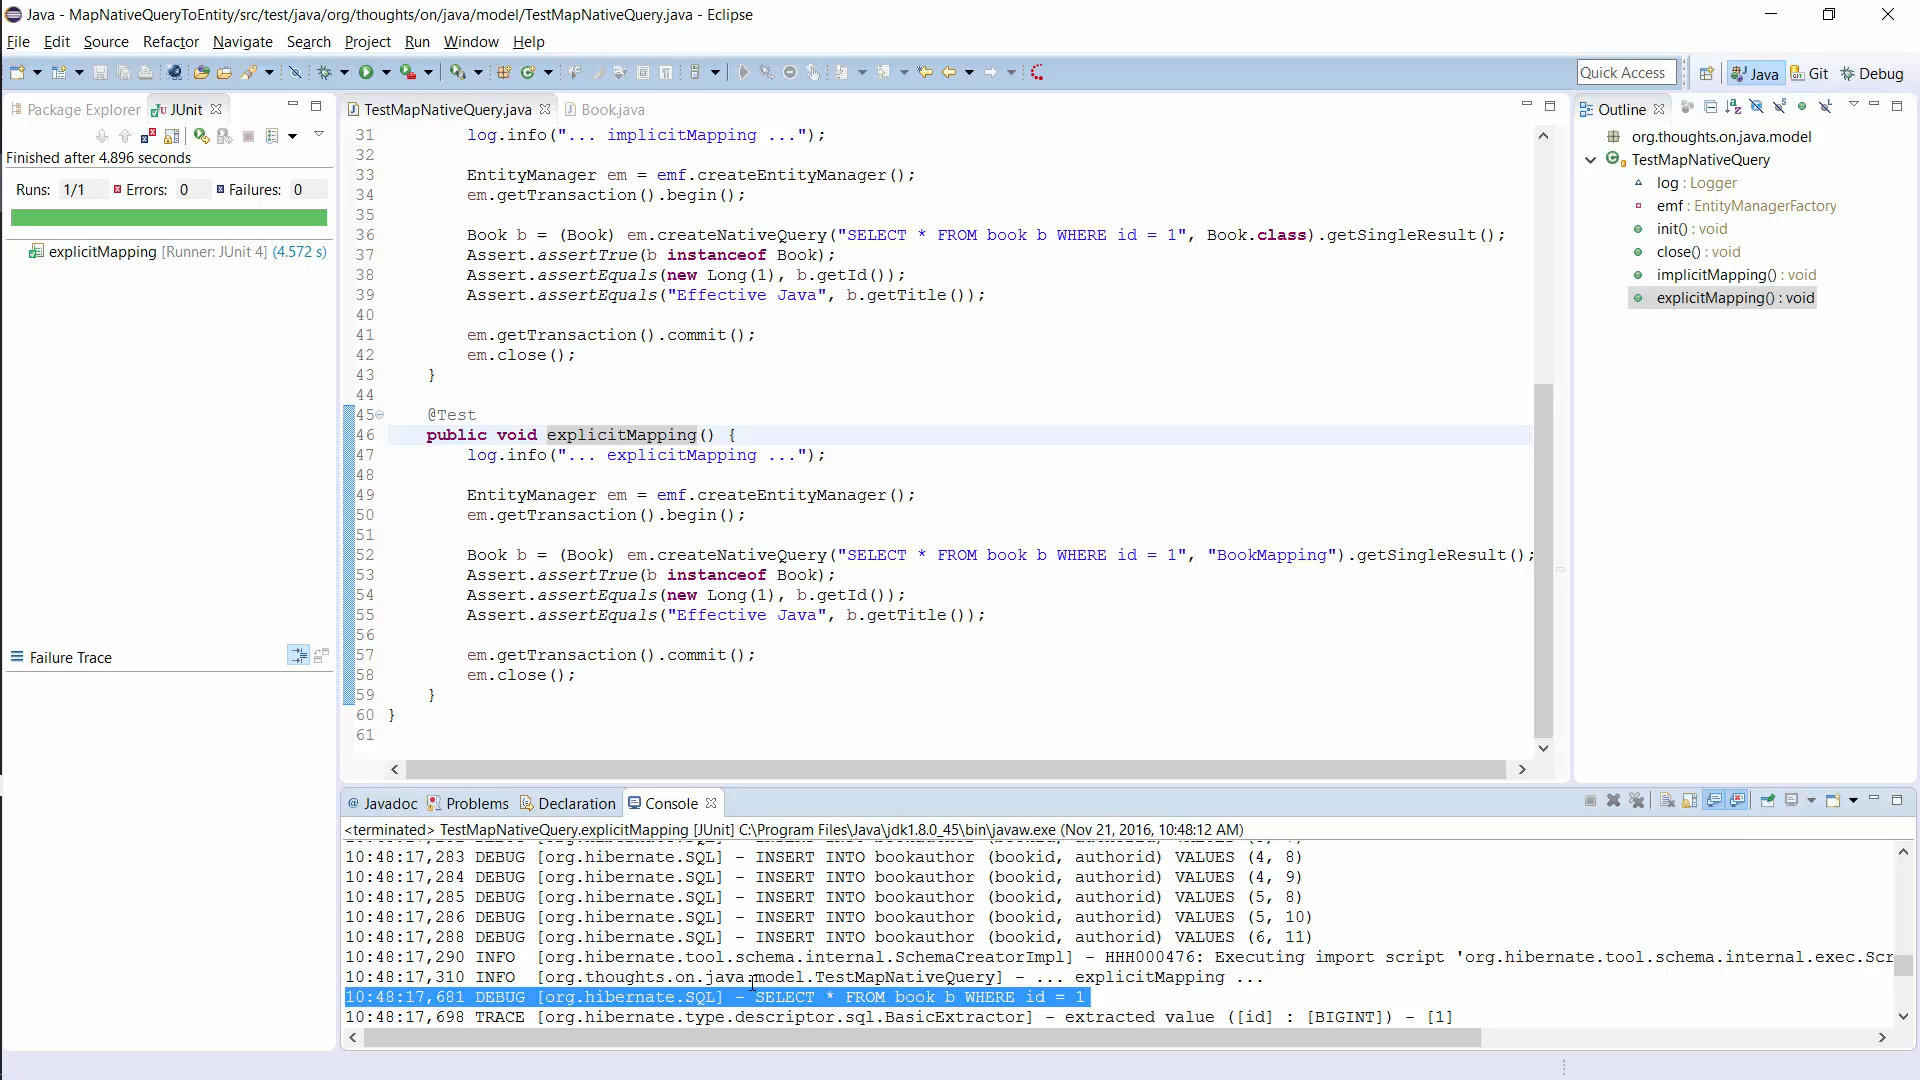 Java - MapNativeQueryToEntity/src/test/java/org/thoughts/on/java/model/TestMapNativeQuery.java - Eclipse
File Edit Source Refactor Navigate Search Project Run Window Help
Quick Access Java Git Debug
Package Explorer JUnit
Finished after 4.896 seconds
Runs: 1/1 Errors: 0 Failures: 0
explicitMapping [Runner: JUnit 4] (4.572 s)
Failure Trace
TestMapNativeQuery.java Book.java
31 log.info("... implicitMapping ...");
32
33 EntityManager em = emf.createEntityManager();
34 em.getTransaction().begin();
35
36 Book b = (Book) em.createNativeQuery("SELECT * FROM book b WHERE id = 1", Book.class).getSingleResult();
37 Assert.assertTrue(b instanceof Book);
38 Assert.assertEquals(new Long(1), b.getId());
39 Assert.assertEquals("Effective Java", b.getTitle());
40
41 em.getTransaction().commit();
42 em.close();
43 }
44
45 @Test
46 public void explicitMapping() {
47 log.info("... explicitMapping ...");
48
49 EntityManager em = emf.createEntityManager();
50 em.getTransaction().begin();
51
52 Book b = (Book) em.createNativeQuery("SELECT * FROM book b WHERE id = 1", "BookMapping").getSingleResult();
53 Assert.assertTrue(b instanceof Book);
54 Assert.assertEquals(new Long(1), b.getId());
55 Assert.assertEquals("Effective Java", b.getTitle());
56
57 em.getTransaction().commit();
58 em.close();
59 }
60 }
61
Outline
org.thoughts.on.java.model
TestMapNativeQuery
log : Logger
emf : EntityManagerFactory
init() : void
close() : void
implicitMapping() : void
explicitMapping() : void
@ Javadoc Problems Declaration Console
<terminated> TestMapNativeQuery.explicitMapping [JUnit] C:\Program Files\Java\jdk1.8.0_45\bin\javaw.exe (Nov 21, 2016, 10:48:12 AM)
10:48:17,283 DEBUG [org.hibernate.SQL] - INSERT INTO bookauthor (bookid, authorid) VALUES (4, 8)
10:48:17,284 DEBUG [org.hibernate.SQL] - INSERT INTO bookauthor (bookid, authorid) VALUES (4, 9)
10:48:17,285 DEBUG [org.hibernate.SQL] - INSERT INTO bookauthor (bookid, authorid) VALUES (5, 8)
10:48:17,286 DEBUG [org.hibernate.SQL] - INSERT INTO bookauthor (bookid, authorid) VALUES (5, 10)
10:48:17,288 DEBUG [org.hibernate.SQL] - INSERT INTO bookauthor (bookid, authorid) VALUES (6, 11)
10:48:17,290 INFO [org.hibernate.tool.schema.internal.SchemaCreatorImpl] - HHH000476: Executing import script 'org.hibernate.tool.schema.internal.exec.Scr
10:48:17,310 INFO [org.thoughts.on.java.model.TestMapNativeQuery] - ... explicitMapping ...
10:48:17,681 DEBUG [org.hibernate.SQL] - SELECT * FROM book b WHERE id = 1
10:48:17,698 TRACE [org.hibernate.type.descriptor.sql.BasicExtractor] - extracted value ([id] : [BIGINT]) - [1]